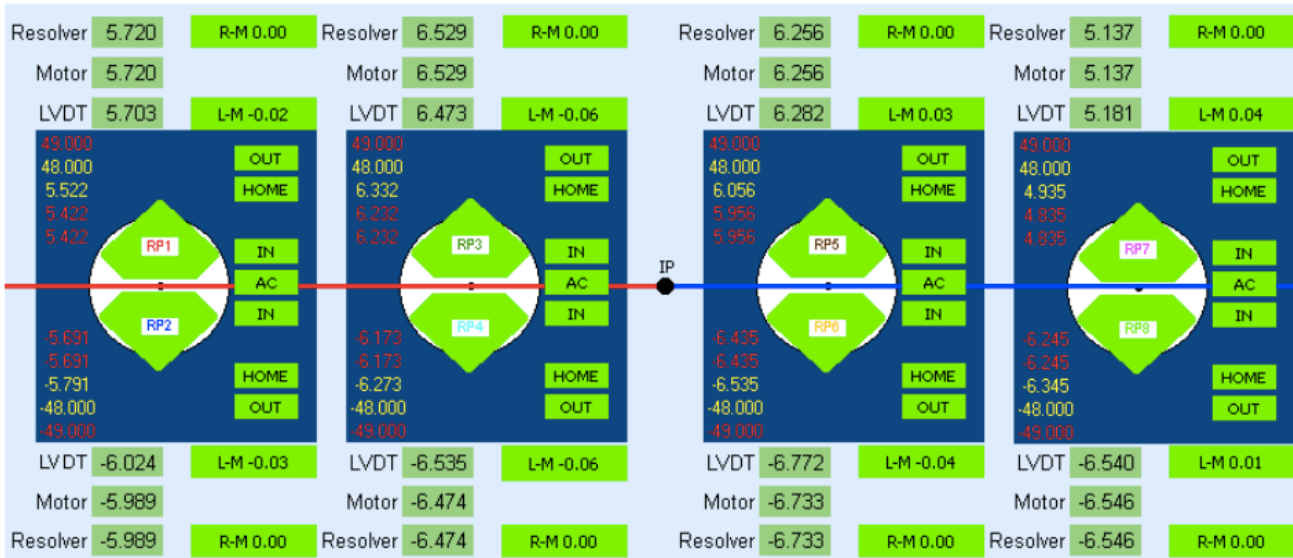 Resolver 5.720 R-M 0.00 Resolver 6.529 R-M 0.00 Resolver 6.256 R-M 0.00 Resolver 5.137 R-M 0.00
Motor 5.720 Motor 6.529 Motor 6.256 Motor 5.137
LVDT 5.703 L-M -0.02 LVDT 6.473 L-M -0.06 LVDT 6.282 L-M 0.03 LVDT 5.181 L-M 0.04
49.000 49.000 49.000 49.000
48.000 OUT 48.000 OUT 48.000 OUT 48.000 OUT
5.522 HOME 6.332 HOME 6.056 HOME 4.935 HOME
5.422 6.232 5.956 4.835
5.422 RP1 IN 6.232 RP3 IN 5.956 RP5 IN 4.835 RP7 IN
AC AC IP AC AC
RP2 IN RP4 IN RP6 IN RP8 IN
-5.691 -6.173 -6.435 -6.245
-5.691 -6.173 -6.435 -6.245
-5.791 HOME -6.273 HOME -6.535 HOME -6.345 HOME
-48.000 OUT -48.000 OUT -48.000 OUT -48.000 OUT
-49.000 -49.000 -49.000 -49.000
LVDT -6.024 L-M -0.03 LVDT -6.535 L-M -0.06 LVDT -6.772 L-M -0.04 LVDT -6.540 L-M 0.01
Motor -5.989 Motor -6.474 Motor -6.733 Motor -6.546
Resolver -5.989 R-M 0.00 Resolver -6.474 R-M 0.00 Resolver -6.733 R-M 0.00 Resolver -6.546 R-M 0.00